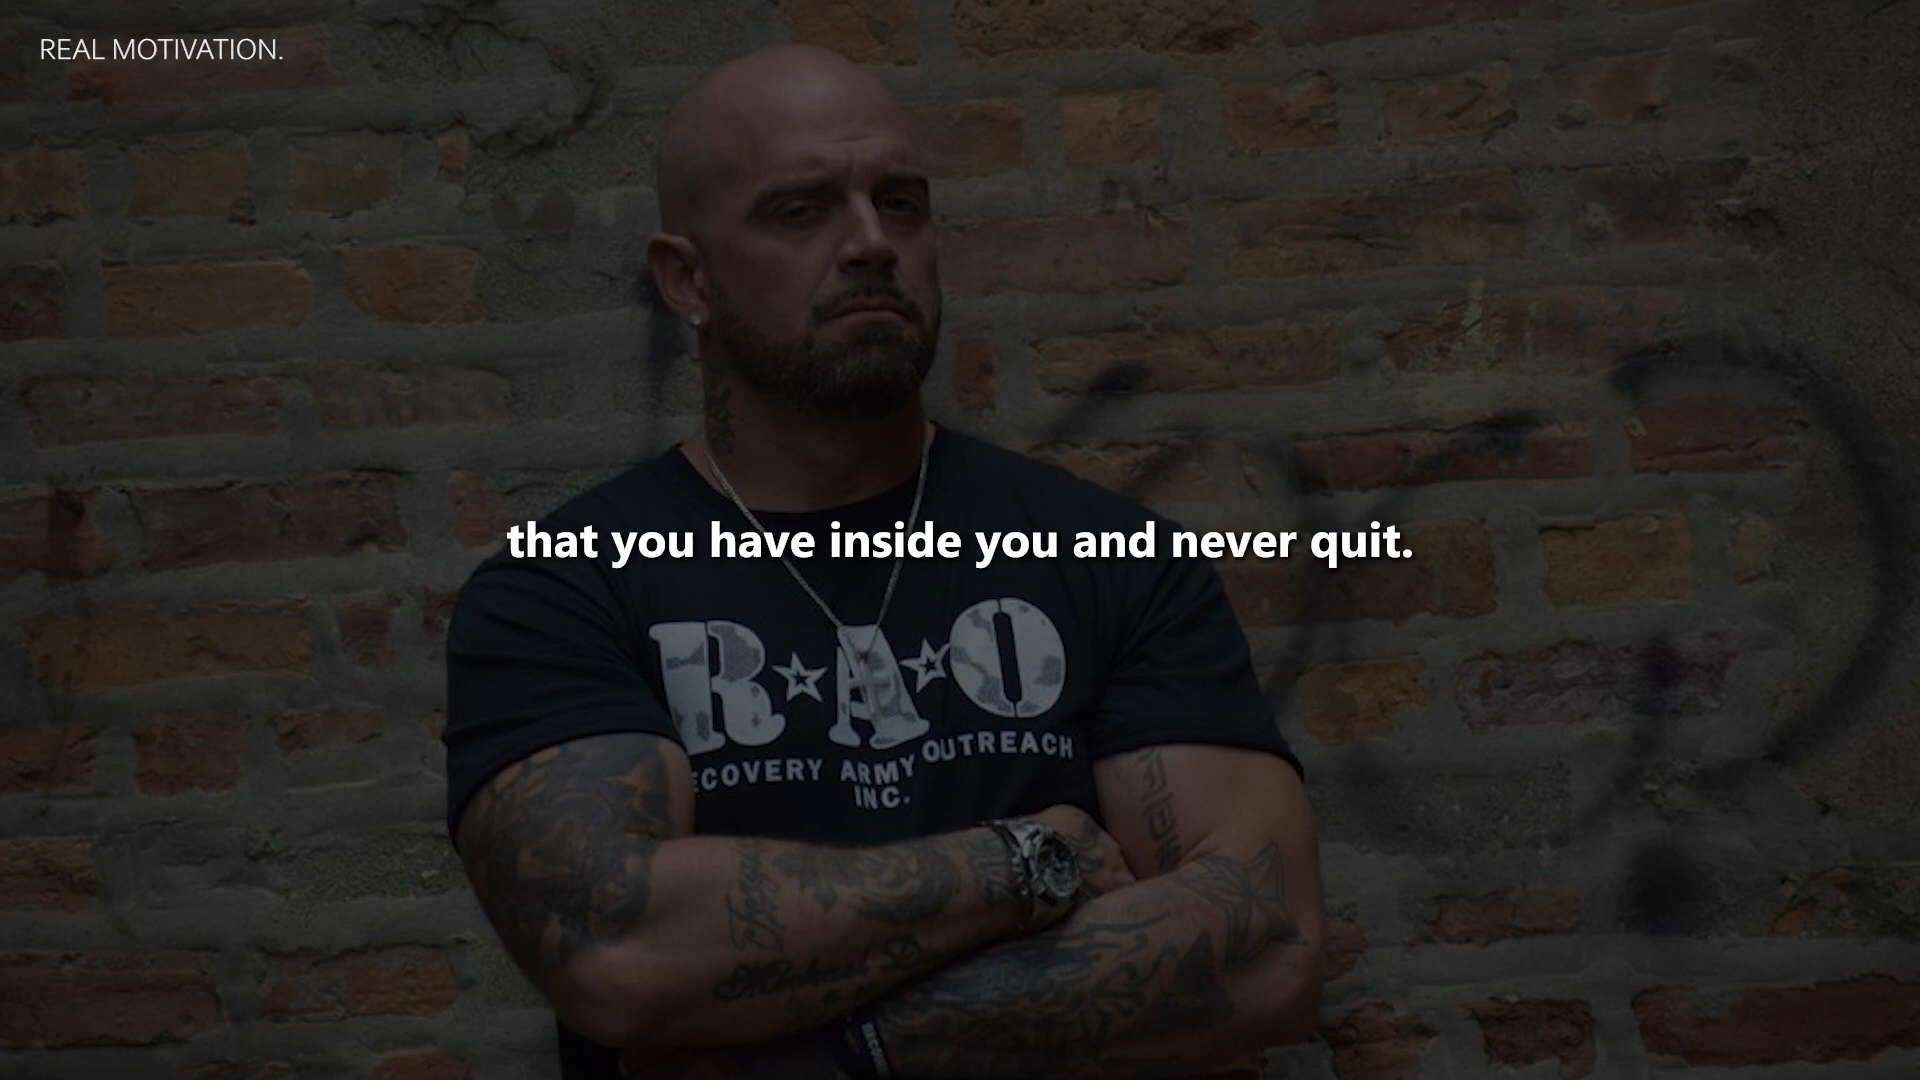 REAL MOTIVATION.
that you have inside you and never quit.
R★A★O
ECOVERY ARMY OUTREACH
INC.